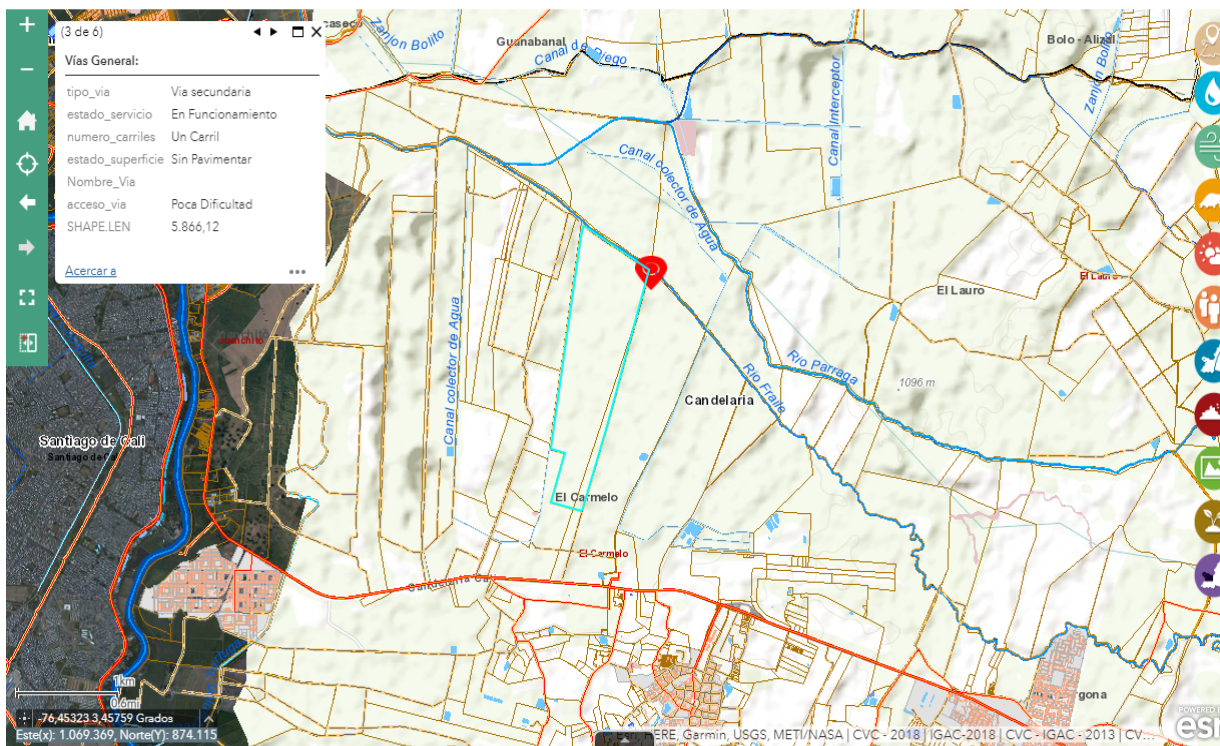 (3 de 6)
Vías General:
tipo_via Via secundaria
estado_servicio En Funcionamiento
numero_carriles Un Carril
estado_superficie Sin Pavimentar
Nombre_Via
acceso_via Poca Dificultad
SHAPE.LEN 5.866,12
Acercar a
Zanjon Bolito
Guanabanal
Canal de Riego
Bolo - Alizal
Zanjon Bolito
Canal Interceptor
Canal colector de Agua
El Lauro
El Lauro
Canal colector de Agua
Rio Parraga
1096 m
Rio Fraile
Candelaria
Santiago de Cali
Santiago de Cali
El Carmelo
El Carmelo
1km
0.6mi
-76,45323 3,45759 Grados
Este(x): 1.069.369, Norte(Y): 874.115
HERE, Garmin, USGS, METI/NASA | CVC - 2018 | IGAC-2018 | CVC - IGAC - 2013 | CV...
POWERED BY
esri